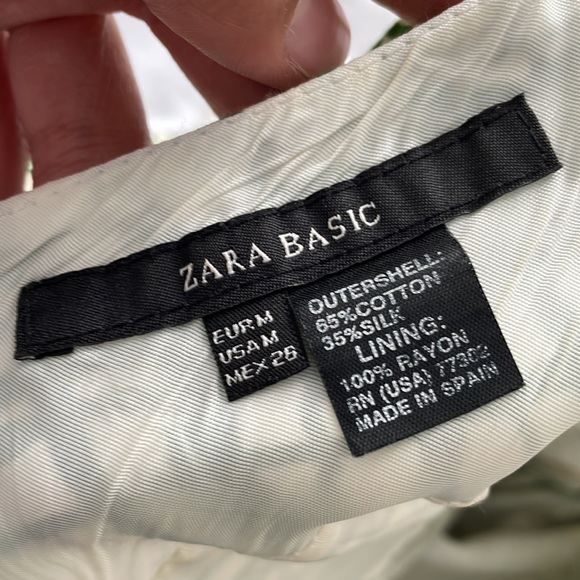 ZARA BASIC
EUR M
USA M
MEX 28
OUTERSHELL:
65%COTTON
35%SILK
LINING:
100% RAYON
RN (USA) 77302
MADE IN SPAIN